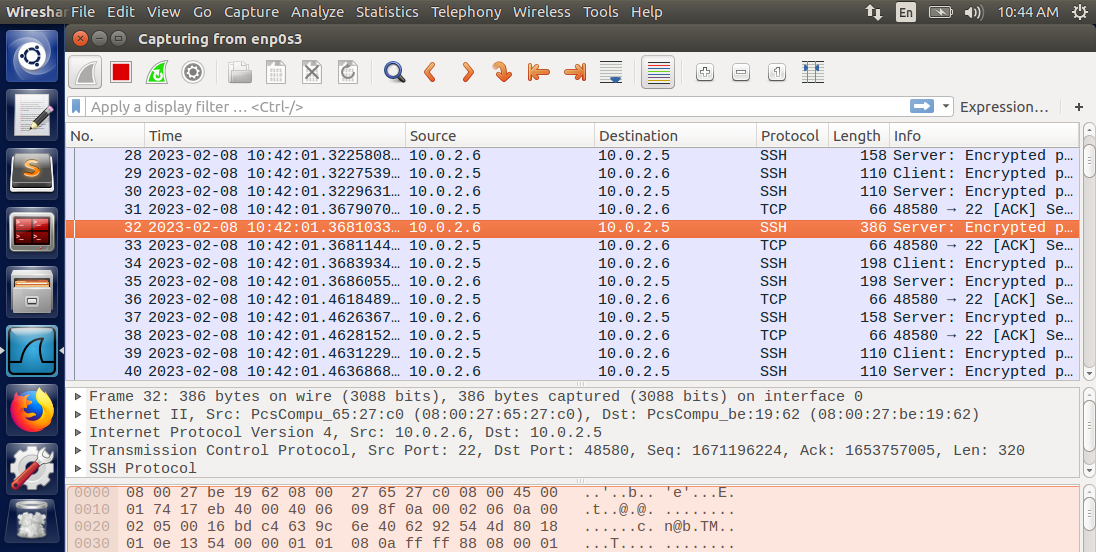 Wireshar File Edit View Go Capture Analyze Statistics Telephony Wireless Tools Help En 10:44 AM
Capturing from enp0s3
Apply a display filter … <Ctrl-/> Expression… +
No. Time Source Destination Protocol Length Info
28 2023-02-08 10:42:01.3225808… 10.0.2.6 10.0.2.5 SSH 158 Server: Encrypted p…
29 2023-02-08 10:42:01.3227539… 10.0.2.5 10.0.2.6 SSH 110 Client: Encrypted p…
30 2023-02-08 10:42:01.3229631… 10.0.2.6 10.0.2.5 SSH 110 Server: Encrypted p…
31 2023-02-08 10:42:01.3679070… 10.0.2.5 10.0.2.6 TCP 66 48580 → 22 [ACK] Se…
32 2023-02-08 10:42:01.3681033… 10.0.2.6 10.0.2.5 SSH 386 Server: Encrypted p…
33 2023-02-08 10:42:01.3681144… 10.0.2.5 10.0.2.6 TCP 66 48580 → 22 [ACK] Se…
34 2023-02-08 10:42:01.3683934… 10.0.2.5 10.0.2.6 SSH 198 Client: Encrypted p…
35 2023-02-08 10:42:01.3686055… 10.0.2.6 10.0.2.5 SSH 198 Server: Encrypted p…
36 2023-02-08 10:42:01.4618489… 10.0.2.5 10.0.2.6 TCP 66 48580 → 22 [ACK] Se…
37 2023-02-08 10:42:01.4626367… 10.0.2.6 10.0.2.5 SSH 158 Server: Encrypted p…
38 2023-02-08 10:42:01.4628152… 10.0.2.5 10.0.2.6 TCP 66 48580 → 22 [ACK] Se…
39 2023-02-08 10:42:01.4631229… 10.0.2.5 10.0.2.6 SSH 110 Client: Encrypted p…
40 2023-02-08 10:42:01.4636868… 10.0.2.6 10.0.2.5 SSH 110 Server: Encrypted p…
Frame 32: 386 bytes on wire (3088 bits), 386 bytes captured (3088 bits) on interface 0
Ethernet II, Src: PcsCompu_65:27:c0 (08:00:27:65:27:c0), Dst: PcsCompu_be:19:62 (08:00:27:be:19:62)
Internet Protocol Version 4, Src: 10.0.2.6, Dst: 10.0.2.5
Transmission Control Protocol, Src Port: 22, Dst Port: 48580, Seq: 1671196224, Ack: 1653757005, Len: 320
SSH Protocol
0000 08 00 27 be 19 62 08 00 27 65 27 c0 08 00 45 00 ..'..b.. 'e'...E.
0010 01 74 17 eb 40 00 40 06 09 8f 0a 00 02 06 0a 00 .t..@.@. ........
0020 02 05 00 16 bd c4 63 9c 6e 40 62 92 54 4d 80 18 ......c. n@b.TM..
0030 01 0e 13 54 00 00 01 01 08 0a ff ff 88 08 00 01 ...T.... ........